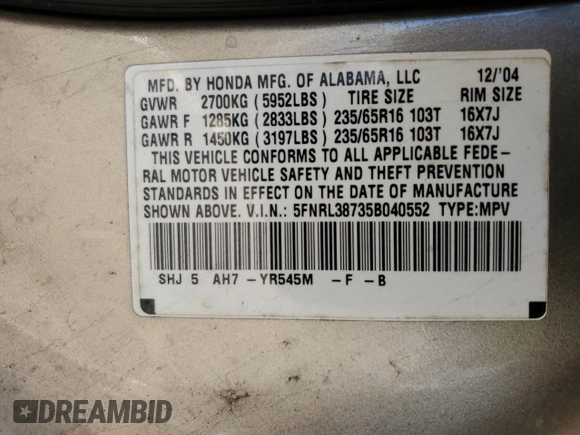 MFD. BY HONDA MFG. OF ALABAMA, LLC 12/'04
GVWR 2700KG (5952LBS) TIRE SIZE RIM SIZE
GAWR F 1285KG (2833LBS) 235/65R16 103T 16X7J
GAWR R 1450KG (3197LBS) 235/65R16 103T 16X7J
THIS VEHICLE CONFORMS TO ALL APPLICABLE FEDE-
RAL MOTOR VEHICLE SAFETY AND THEFT PREVENTION
STANDARDS IN EFFECT ON THE DATE OF MANUFACTURE
SHOWN ABOVE. V.I.N.: 5FNRL38735B040552 TYPE:MPV
SHJ 5 AH7 -YR545M -F -B
DREAMBID